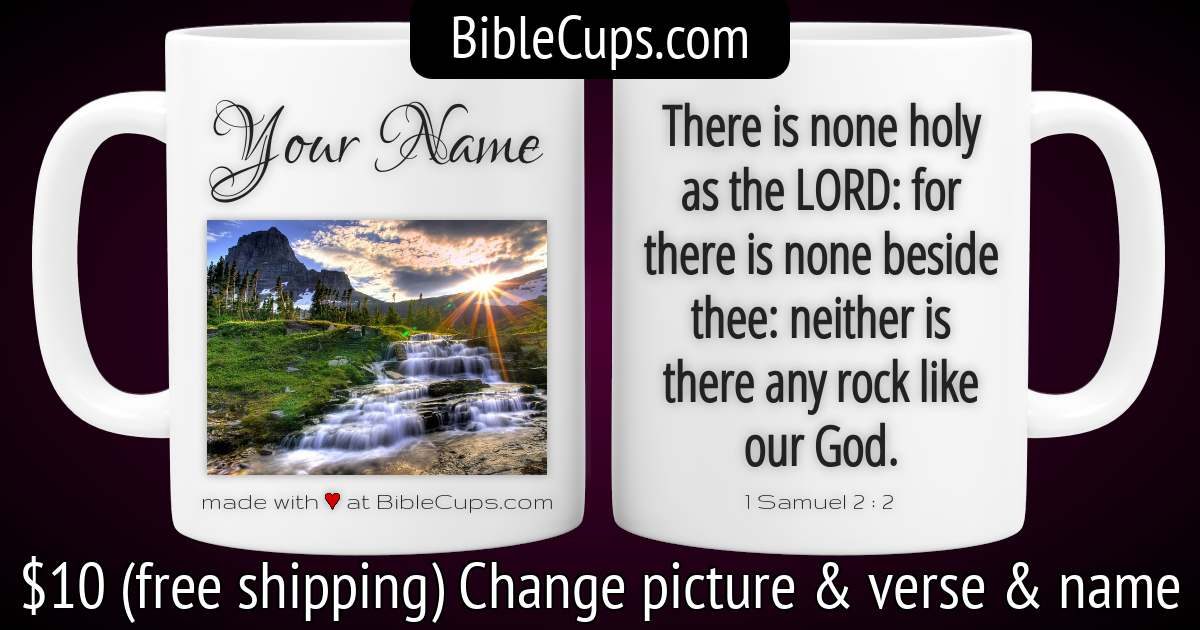 BibleCups.com
Your Name
made with ♥ at BibleCups.com
There is none holy
as the LORD: for
there is none beside
thee: neither is
there any rock like
our God.
1 Samuel 2 : 2
$10 (free shipping) Change picture & verse & name